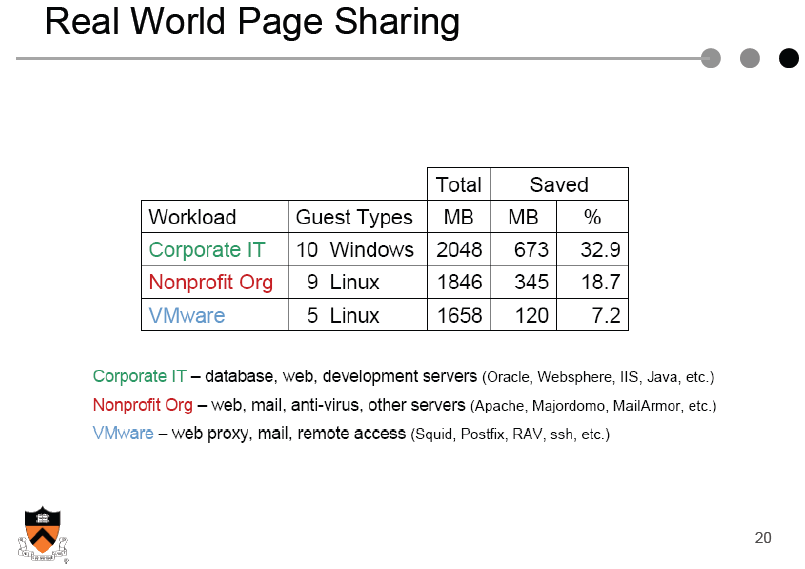 Real World Page Sharing
Total Saved
Workload Guest Types MB MB %
Corporate IT 10 Windows 2048 673 32.9
Nonprofit Org 9 Linux 1846 345 18.7
VMware 5 Linux 1658 120 7.2
Corporate IT – database, web, development servers (Oracle, Websphere, IIS, Java, etc.)
Nonprofit Org – web, mail, anti-virus, other servers (Apache, Majordomo, MailArmor, etc.)
VMware – web proxy, mail, remote access (Squid, Postfix, RAV, ssh, etc.)
20